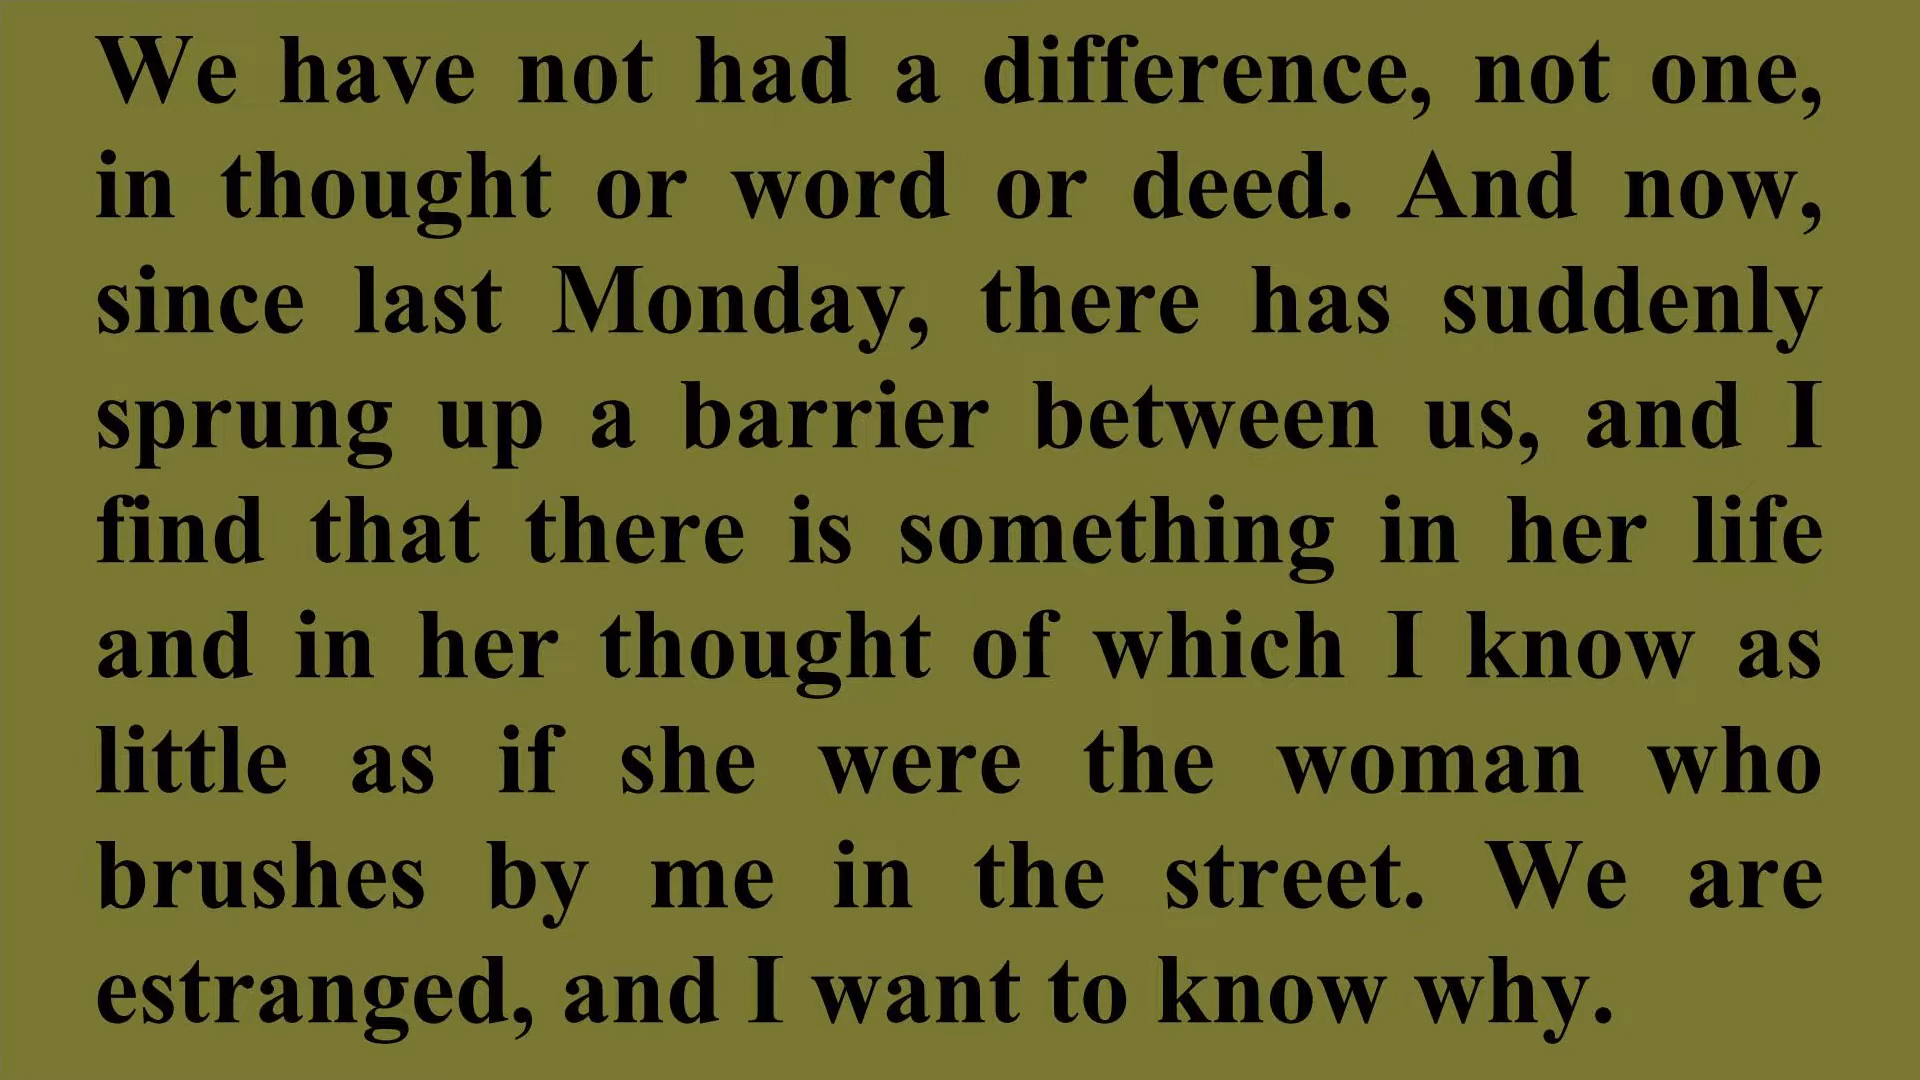 We have not had a difference, not one,
in thought or word or deed. And now,
since last Monday, there has suddenly
sprung up a barrier between us, and I
find that there is something in her life
and in her thought of which I know as
little as if she were the woman who
brushes by me in the street. We are
estranged, and I want to know why.